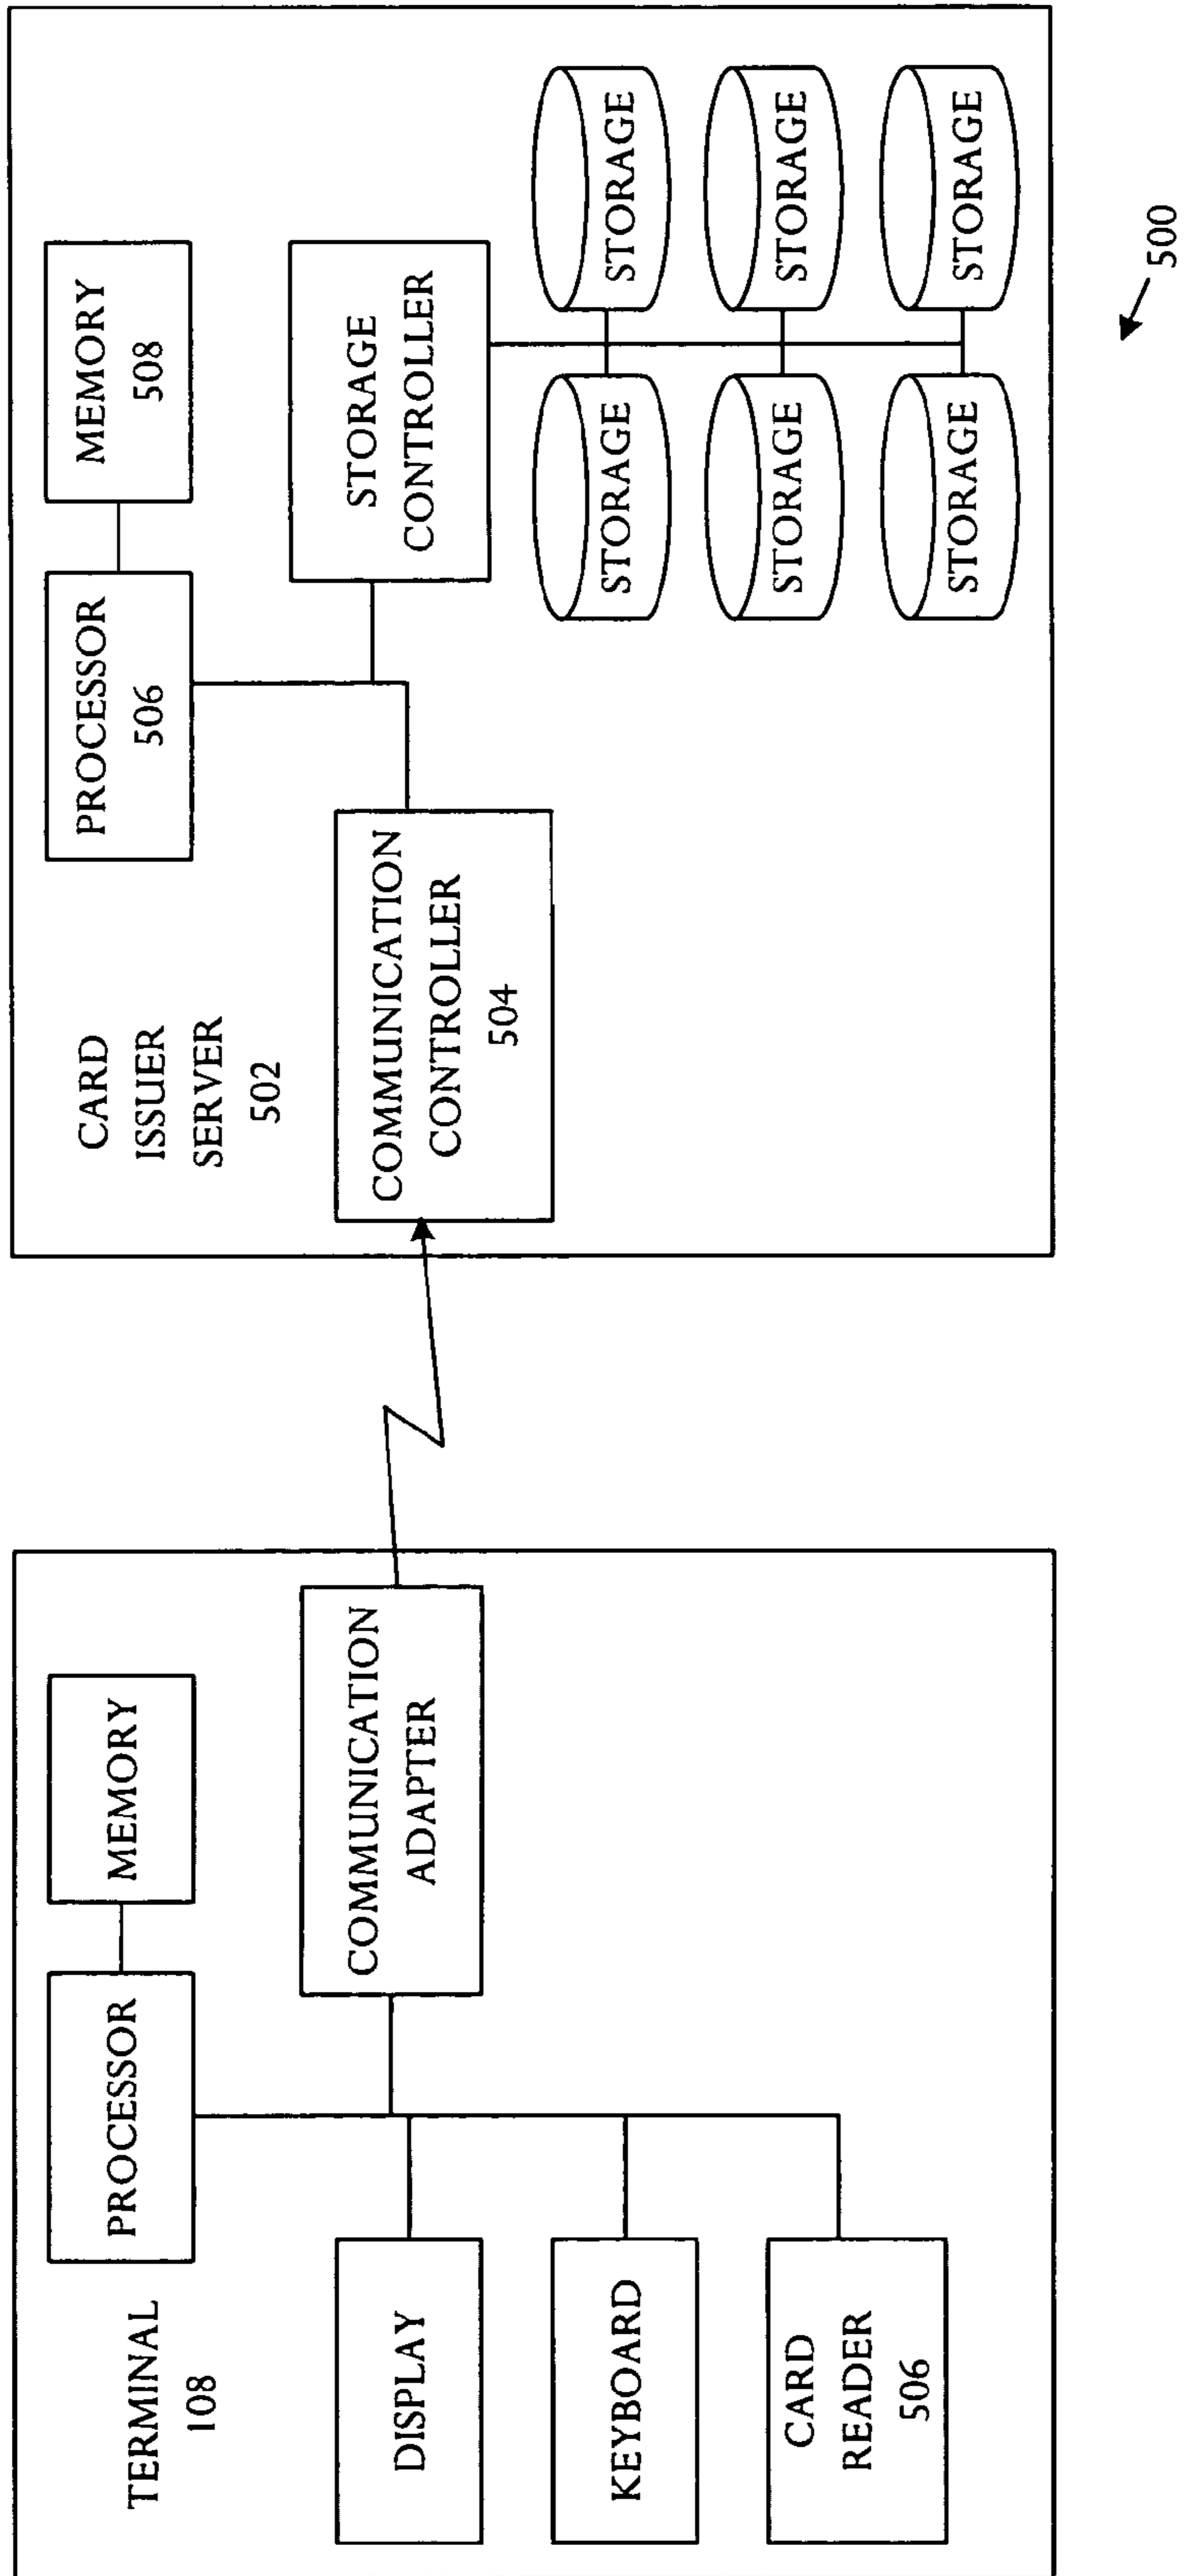 TERMINAL
108
PROCESSOR
MEMORY
DISPLAY
KEYBOARD
CARD
READER
506
COMMUNICATION
ADAPTER
CARD
ISSUER
SERVER
502
PROCESSOR
506
MEMORY
508
COMMUNICATION
CONTROLLER
504
STORAGE
CONTROLLER
STORAGE
STORAGE
STORAGE
STORAGE
STORAGE
STORAGE
500